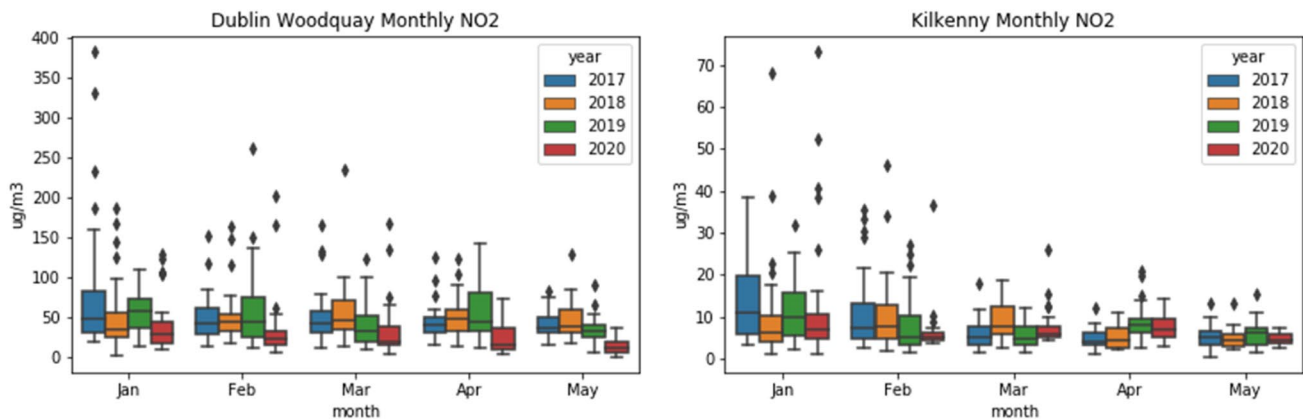 Dublin Woodquay Monthly NO2
400
350
300
250
200
150
100
50
0
ug/m3
year
2017
2018
2019
2020
Jan Feb Mar Apr May
month
Kilkenny Monthly NO2
70
60
50
40
30
20
10
0
ug/m3
year
2017
2018
2019
2020
Jan Feb Mar Apr May
month